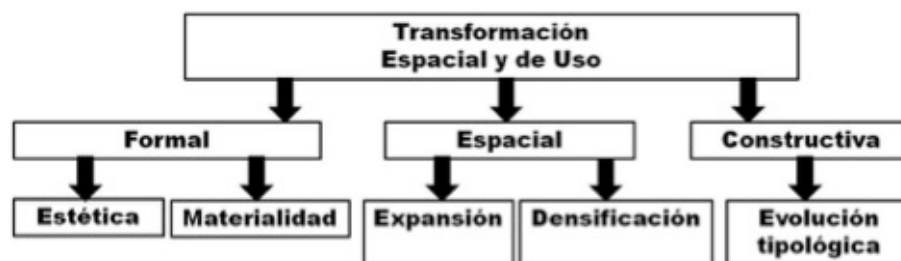 Transformación
Espacial y de Uso
Formal
Espacial
Constructiva
Estética
Materialidad
Expansión
Densificación
Evolución
tipológica